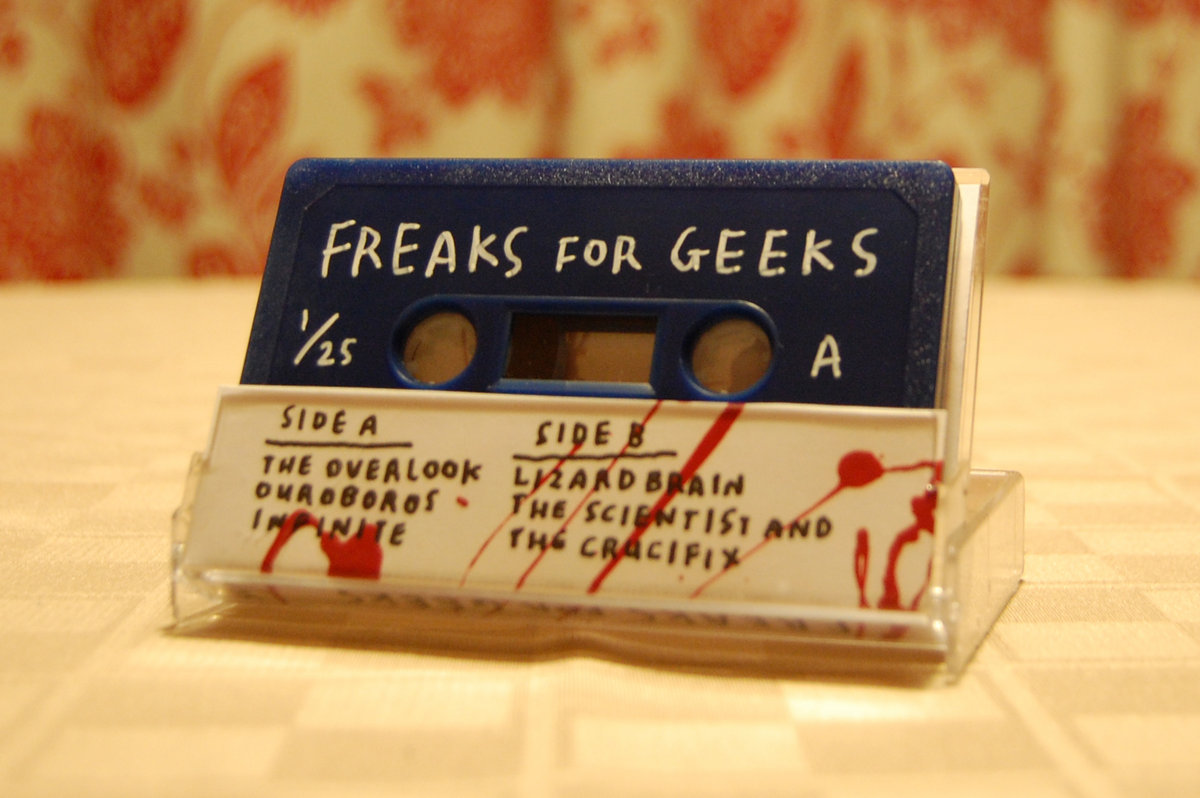 FREAKS FOR GEEKS
1/25
A
SIDE A
THE OVERLOOK
OUROBOROS
INFINITE
SIDE B
LIZARD BRAIN
THE SCIENTIST AND
THE CRUCIFIX